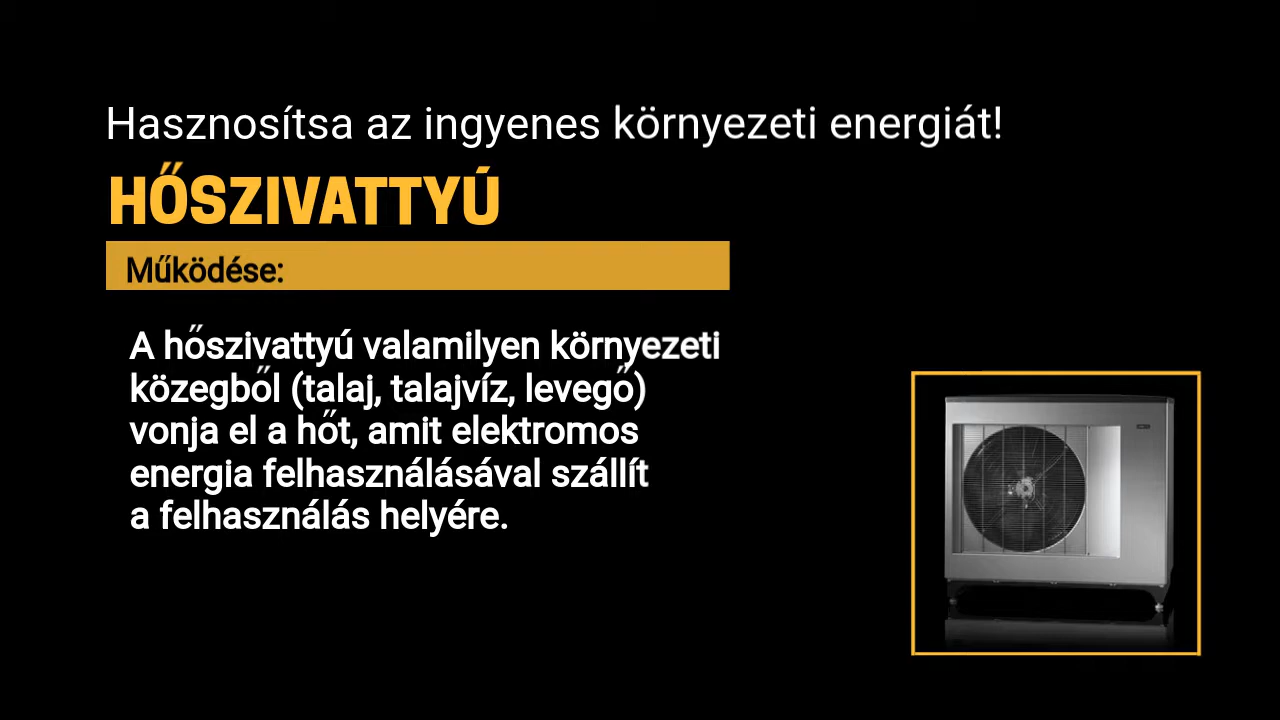 Hasznosítsa az ingyenes környezeti energiát!
HŐSZIVATTYÚ
Működése:
A hőszivattyú valamilyen környezeti
közegből (talaj, talajvíz, levegő)
vonja el a hőt, amit elektromos
energia felhasználásával szállít
a felhasználás helyére.